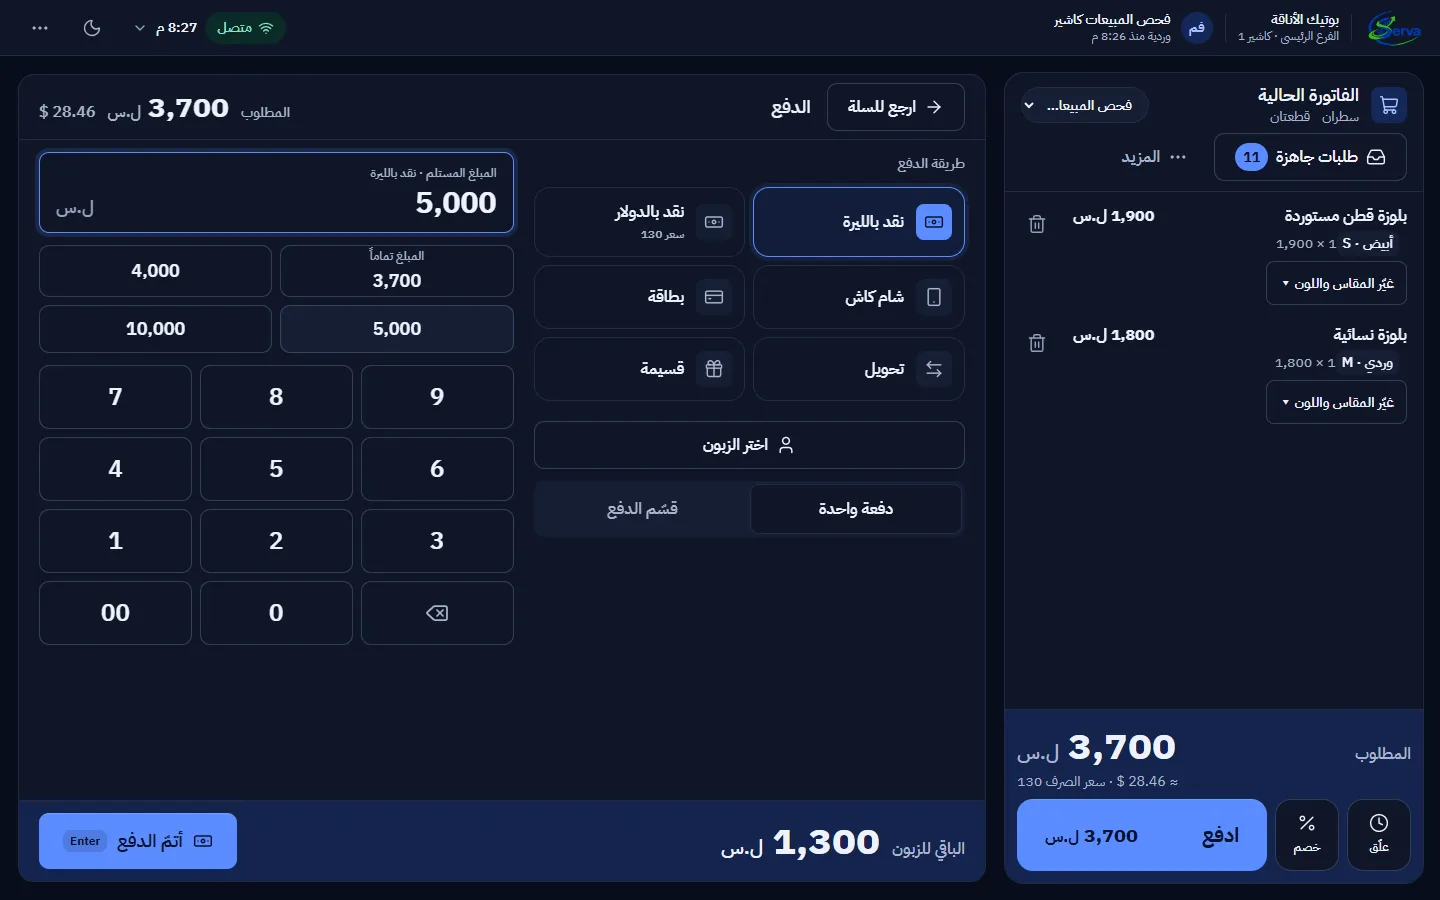 Serva
بوتيك الأناقة
الفرع الرئيسي · كاشير 1
فم
فحص المبيعات كاشير
وردية منذ 8:26 م
متصل
8:27 م
الفاتورة الحالية
سطران قطعتان
فحص المبيعا...
طلبات جاهزة 11
المزيد
بلوزة قطن مستوردة
1,900 ل.س
أبيض · S 1 × 1,900
غيّر المقاس واللون
بلوزة نسائية
1,800 ل.س
وردي · M 1 × 1,800
غيّر المقاس واللون
المطلوب
3,700 ل.س
≈ 28.46 $ · سعر الصرف 130
علّق
خصم
ادفع 3,700 ل.س
ارجع للسلة
الدفع
المطلوب 3,700 ل.س 28.46 $
طريقة الدفع
نقد بالليرة
نقد بالدولار
سعر 130
شام كاش
بطاقة
تحويل
قسيمة
اختر الزبون
دفعة واحدة
قسّم الدفع
المبلغ المستلم · نقد بالليرة
5,000 ل.س
المبلغ تماماً
3,700
4,000
5,000
10,000
7 8 9
4 5 6
1 2 3
00 0
الباقي للزبون 1,300 ل.س
أتمّ الدفع Enter